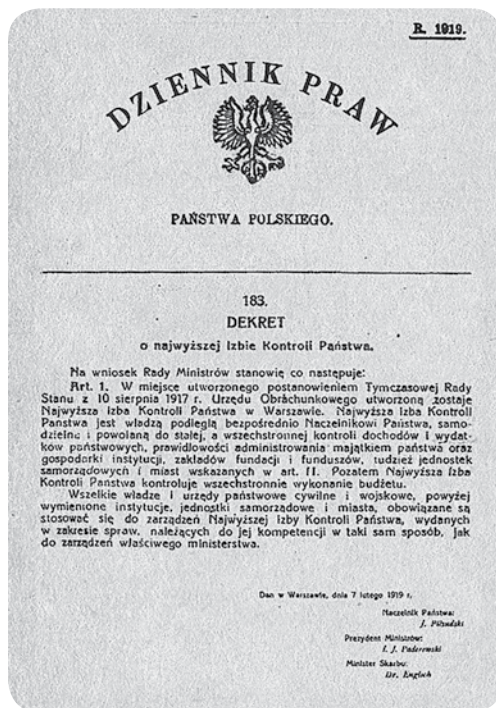 R. 1919.
DZIENNIK PRAW
PAŃSTWA POLSKIEGO.
183.
DEKRET
o najwyższej Izbie Kontroli Państwa.
Na wniosek Rady Ministrów stanowię co następuje:
Art. 1. W miejsce utworzonego postanowieniem Tymczasowej Rady
Stanu z 10 sierpnia 1917 r. Urzędu Obrachunkowego utworzoną zostaje
Najwyższa Izba Kontroli Państwa w Warszawie. Najwyższa Izba Kontroli
Państwa jest władzą podległą bezpośrednio Naczelnikowi Państwa, samo-
dzielną i powołaną do stałej, a wszechstronnej kontroli dochodów i wydat-
ków państwowych, prawidłowości administrowania majątkiem państwa oraz
gospodarki instytucji, zakładów fundacji i funduszów, tudzież jednostek
samorządowych i miast wskazanych w art. II. Pozatem Najwyższa Izba
Kontroli Państwa kontroluje wszechstronnie wykonanie budżetu.
Wszelkie władze i urzędy państwowe cywilne i wojskowe, powyżej
wymienione instytucje, jednostki samorządowe i miasta, obowiązane są
stosować się do zarządzeń Najwyższej Izby Kontroli Państwa, wydanych
w zakresie spraw, należących do jej kompetencji w taki sam sposób, jak
do zarządzeń właściwego ministerstwa.
Dan w Warszawie, dnia 7 lutego 1919 r.
Naczelnik Państwa:
J. Piłsudski
Prezydent Ministrów:
I. J. Paderewski
Minister Skarbu:
Dr. Englich